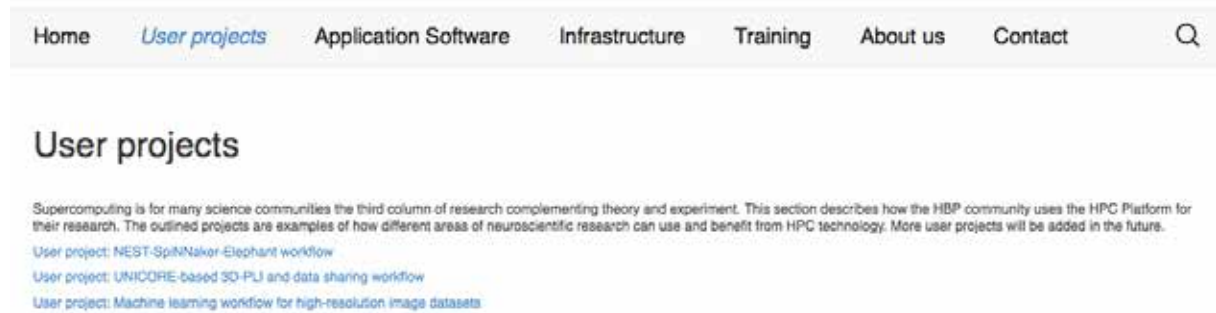 Home User projects Application Software Infrastructure Training About us Contact
User projects
Supercomputing is for many science communities the third column of research complementing theory and experiment. This section describes how the HBP community uses the HPC Platform for
their research. The outlined projects are examples of how different areas of neuroscientific research can use and benefit from HPC technology. More user projects will be added in the future.
User project: NEST-SpiNNaker-Elephant workflow
User project: UNICORE-based 3D-PLI and data sharing workflow
User project: Machine learning workflow for high-resolution image datasets